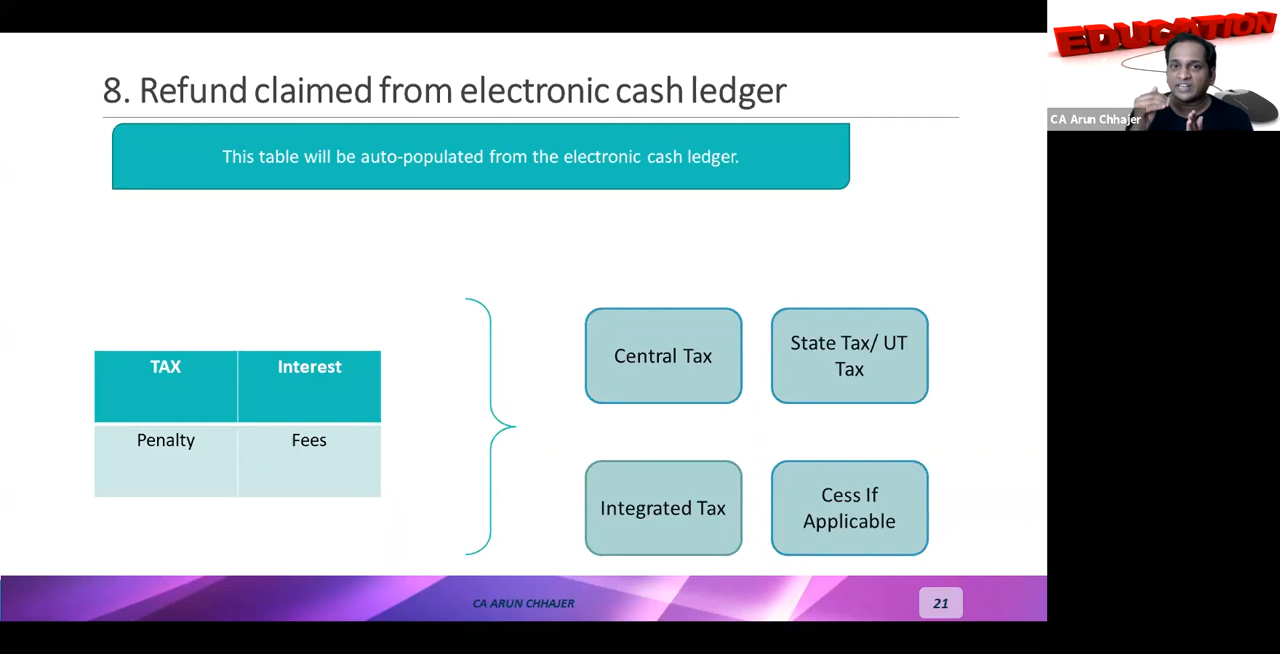 EDUCATION
CA Arun Chhajer
8. Refund claimed from electronic cash ledger
This table will be auto-populated from the electronic cash ledger.
TAX
Interest
Penalty
Fees
Central Tax
State Tax/ UT
Tax
Integrated Tax
Cess If
Applicable
CA ARUN CHHAJER
21